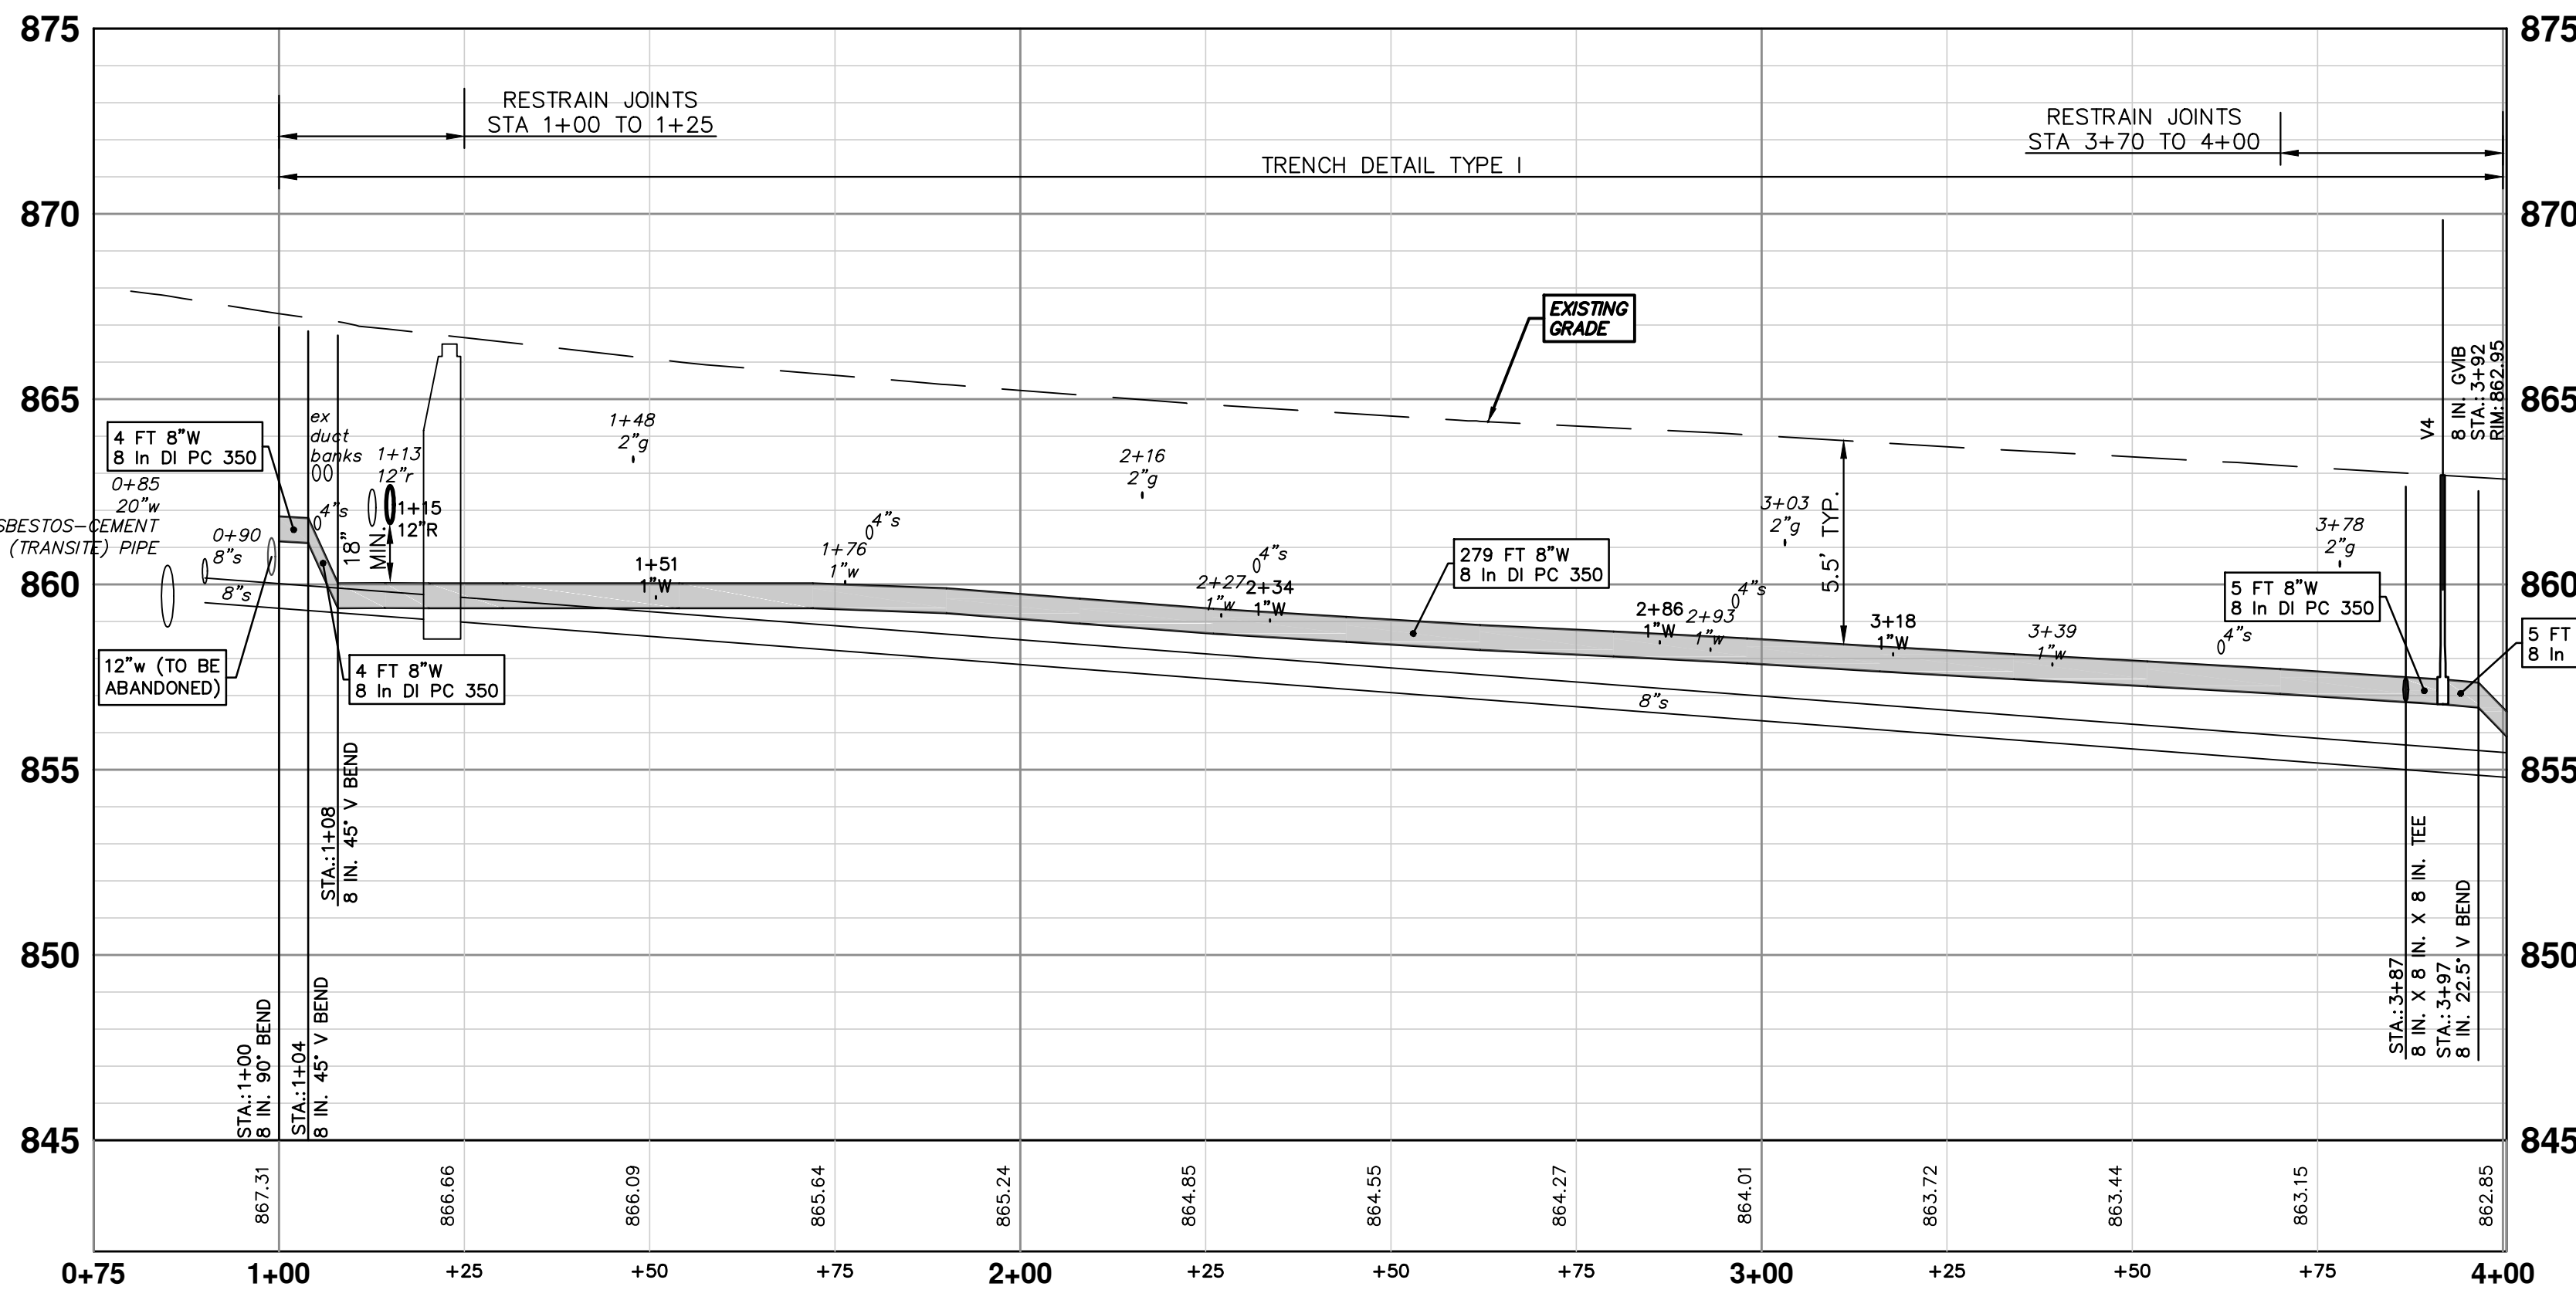 875
875
RESTRAIN JOINTS
STA 1+00 TO 1+25
RESTRAIN JOINTS
STA 3+70 TO 4+00
TRENCH DETAIL TYPE I
870
870
EXISTING
GRADE
865
865
4 FT 8"W
8 In DI PC 350
ex
duct
banks
1+13
12"r
1+15
12"R
4"s
18"
MIN.
0+85
20"w
SBESTOS-CEMENT
(TRANSITE) PIPE
0+90
8"s
8"s
1+48
2"g
1+51
1"W
1+76
1"w
4"s
2+16
2"g
2+27
1"w
4"s
2+34
1"W
279 FT 8"W
8 In DI PC 350
2+86
1"W
2+93
1"w
4"s
3+03
2"g
5.5' TYP.
3+18
1"W
3+39
1"w
4"s
3+78
2"g
5 FT 8"W
8 In DI PC 350
5 FT
8 In
V4
8 IN. GVIB
STA.:3+92
RIM:862.95
860
860
12"w (TO BE
ABANDONED)
4 FT 8"W
8 In DI PC 350
8"s
855
855
STA.:1+00
8 IN. 90° BEND
STA.:1+04
8 IN. 45° V BEND
STA.:1+08
8 IN. 45° V BEND
STA.:3+87
8 IN. X 8 IN. X 8 IN. TEE
STA.:3+97
8 IN. 22.5° V BEND
850
850
845
845
867.31
866.66
866.09
865.64
865.24
864.85
864.55
864.27
864.01
863.72
863.44
863.15
862.85
0+75
1+00
+25
+50
+75
2+00
+25
+50
+75
3+00
+25
+50
+75
4+00